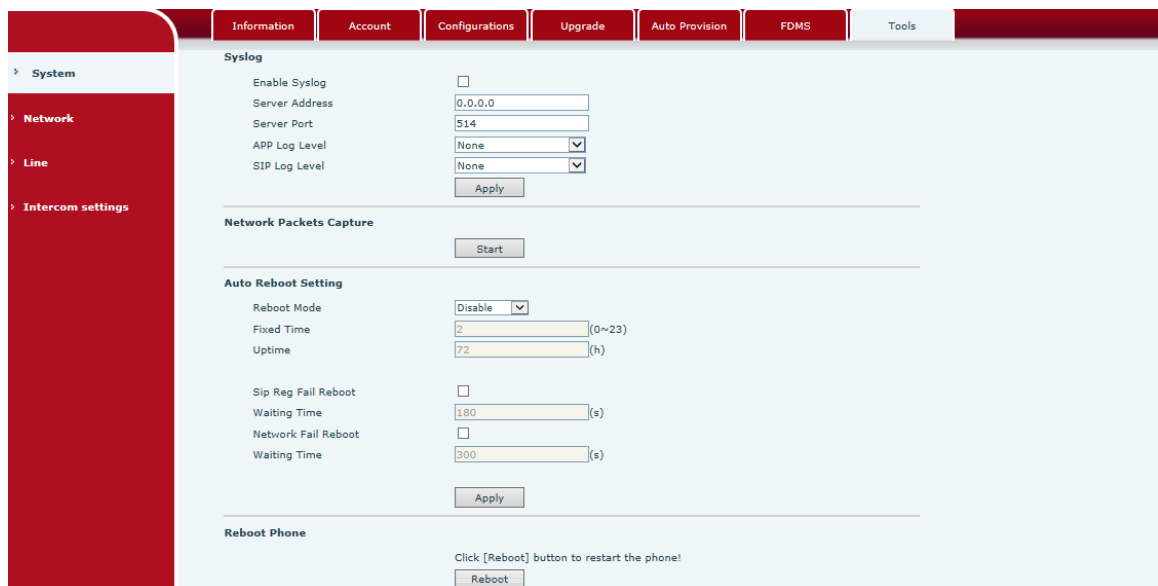 Information Account Configurations Upgrade Auto Provision FDMS Tools
System
Network
Line
Intercom settings
Syslog
Enable Syslog
Server Address 0.0.0.0
Server Port 514
APP Log Level None
SIP Log Level None
Apply
Network Packets Capture
Start
Auto Reboot Setting
Reboot Mode Disable
Fixed Time 2 (0~23)
Uptime 72 (h)
Sip Reg Fail Reboot
Waiting Time 180 (s)
Network Fail Reboot
Waiting Time 300 (s)
Apply
Reboot Phone
Click [Reboot] button to restart the phone!
Reboot